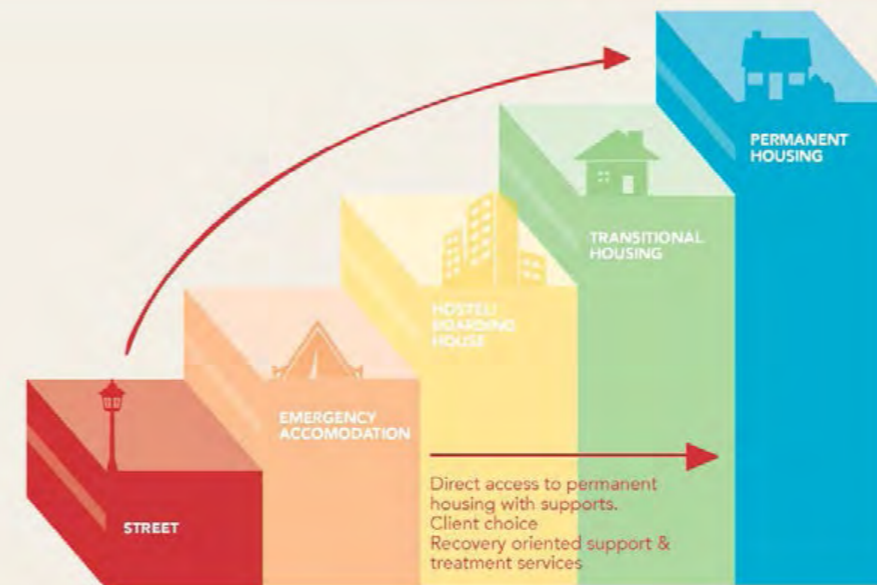 PERMANENT
HOUSING
TRANSITIONAL
HOUSING
HOSTEL/
BOARDING
HOUSE
EMERGENCY
ACCOMODATION
STREET
Direct access to permanent
housing with supports.
Client choice
Recovery oriented support &
treatment services